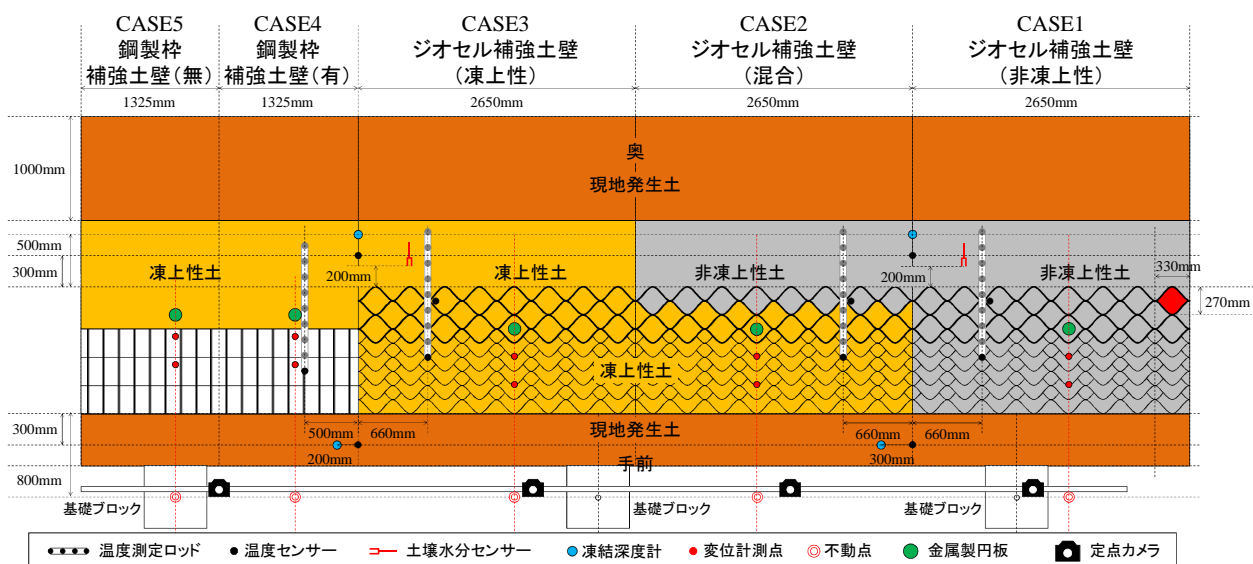 CASE5
鋼製枠
補強土壁（無）
1325mm
CASE4
鋼製枠
補強土壁（有）
1325mm
CASE3
ジオセル補強土壁
（凍上性）
2650mm
CASE2
ジオセル補強土壁
（混合）
2650mm
CASE1
ジオセル補強土壁
（非凍上性）
2650mm
1000mm
奥
現地発生土
500mm
300mm
凍上性土
200mm
凍上性土
非凍上性土
200mm
非凍上性土
330mm
270mm
凍上性土
300mm
500mm
660mm
現地発生土
660mm
660mm
200mm
手前
300mm
800mm
基礎ブロック
基礎ブロック
基礎ブロック
温度測定ロッド
温度センサー
土壌水分センサー
凍結深度計
変位計測点
不動点
金属製円板
定点カメラ